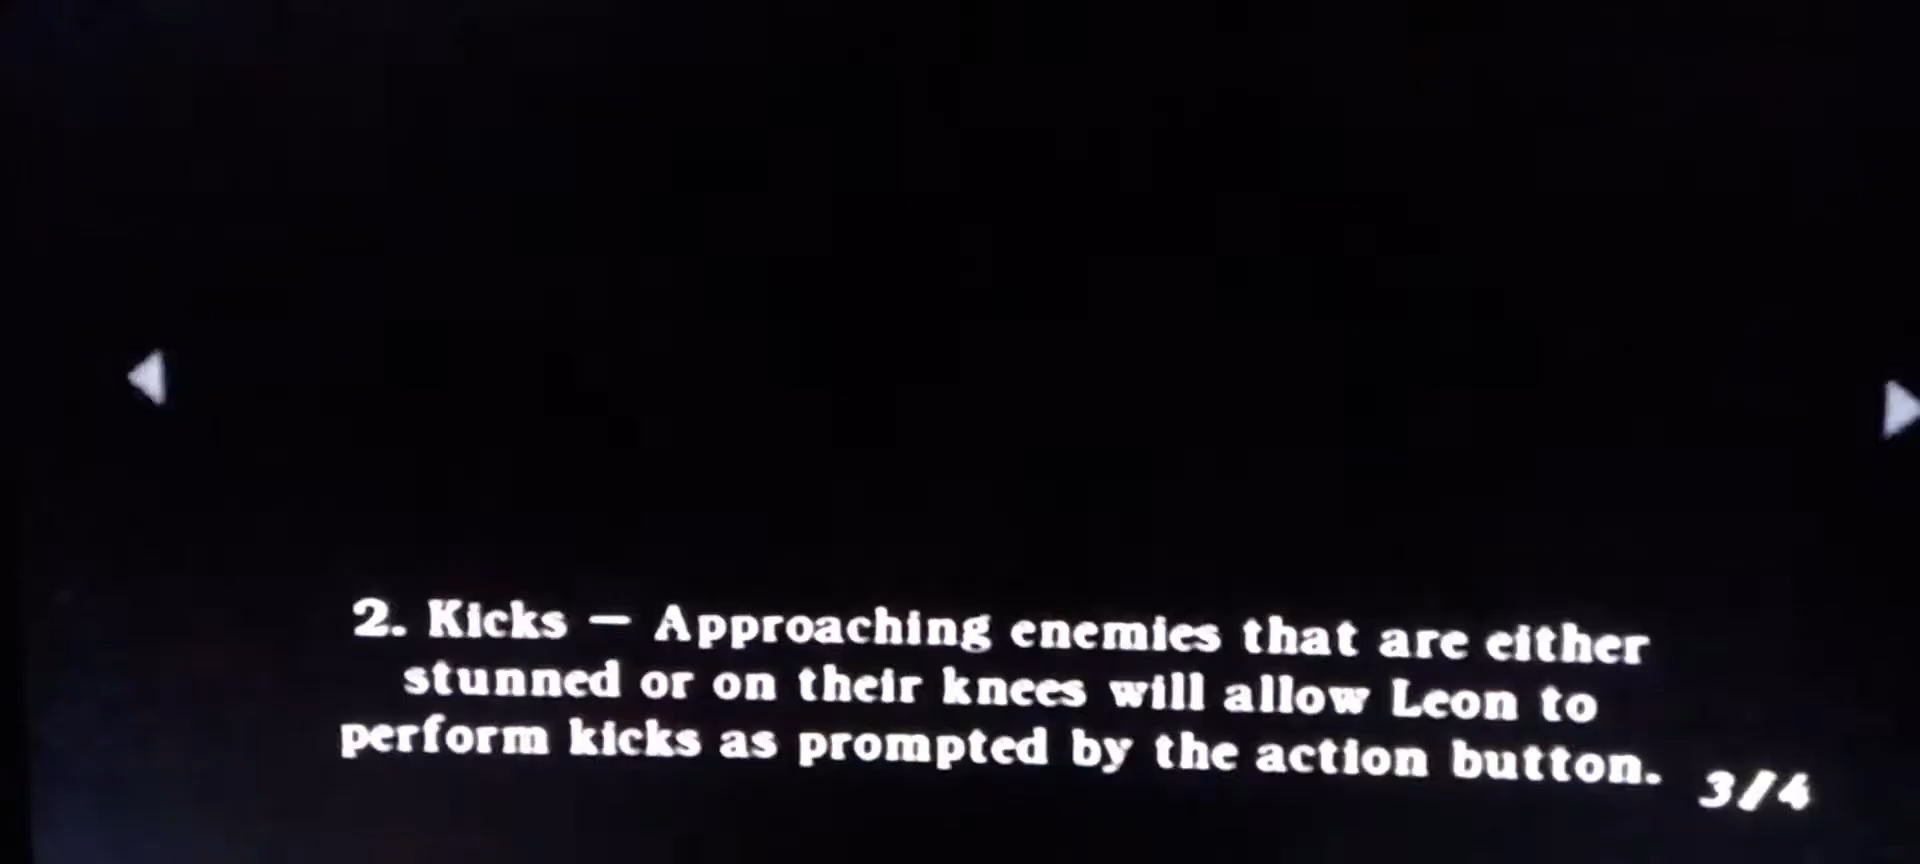 2. Kicks — Approaching enemies that are either
stunned or on their knees will allow Leon to
perform kicks as prompted by the action button.
3//4